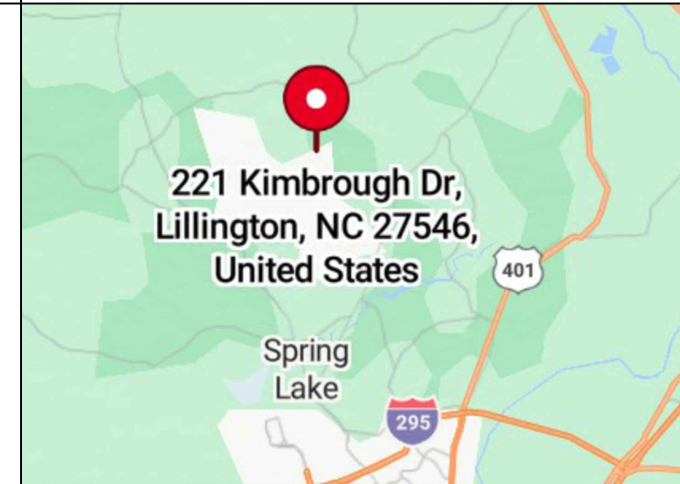 221 Kimbrough Dr,
Lillington, NC 27546,
United States
401
Spring
Lake
295